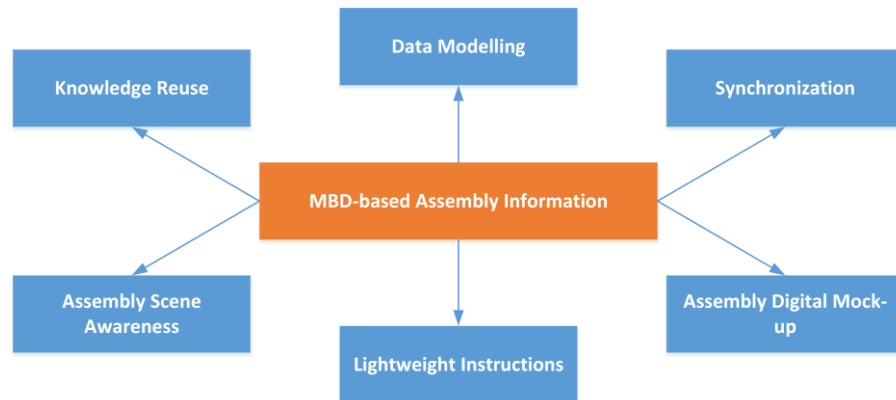 Data Modelling
Knowledge Reuse
Synchronization
MBD-based Assembly Information
Assembly Scene
Awareness
Assembly Digital Mock-
up
Lightweight Instructions